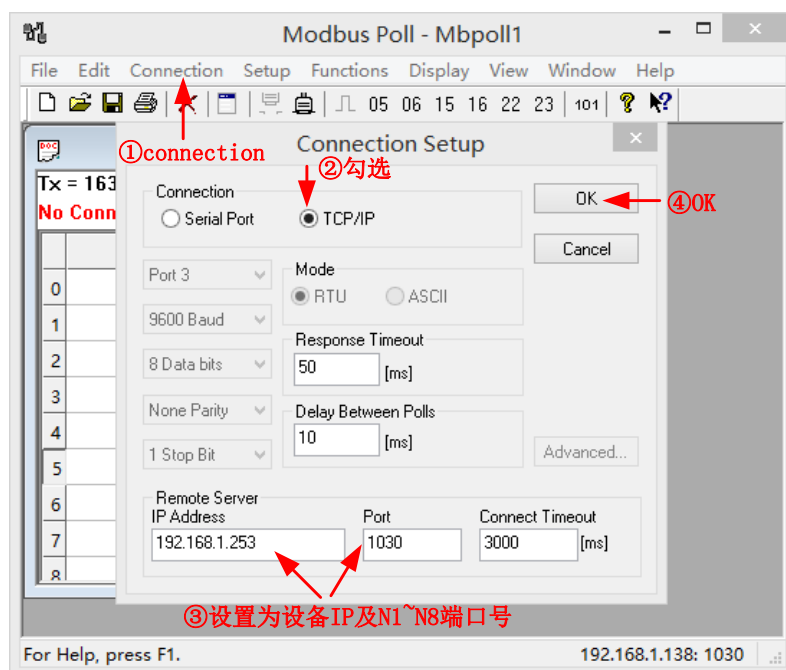 Modbus Poll - Mbpoll1
File Edit Connection Setup Functions Display View Window Help
05 06 15 16 22 23 101 ?
①connection
Connection Setup
②勾选
Tx = 163
No Conn
Connection
Serial Port TCP/IP
OK
④OK
Cancel
Port 3
Mode
RTU ASCII
0
9600 Baud
1
Response Timeout
8 Data bits
50 [ms]
2
3
None Parity
Delay Between Polls
10 [ms]
4
1 Stop Bit
Advanced...
5
6
Remote Server
IP Address Port Connect Timeout
7
192.168.1.253 1030 3000 [ms]
8
③设置为设备IP及N1~N8端口号
For Help, press F1.
192.168.1.138: 1030